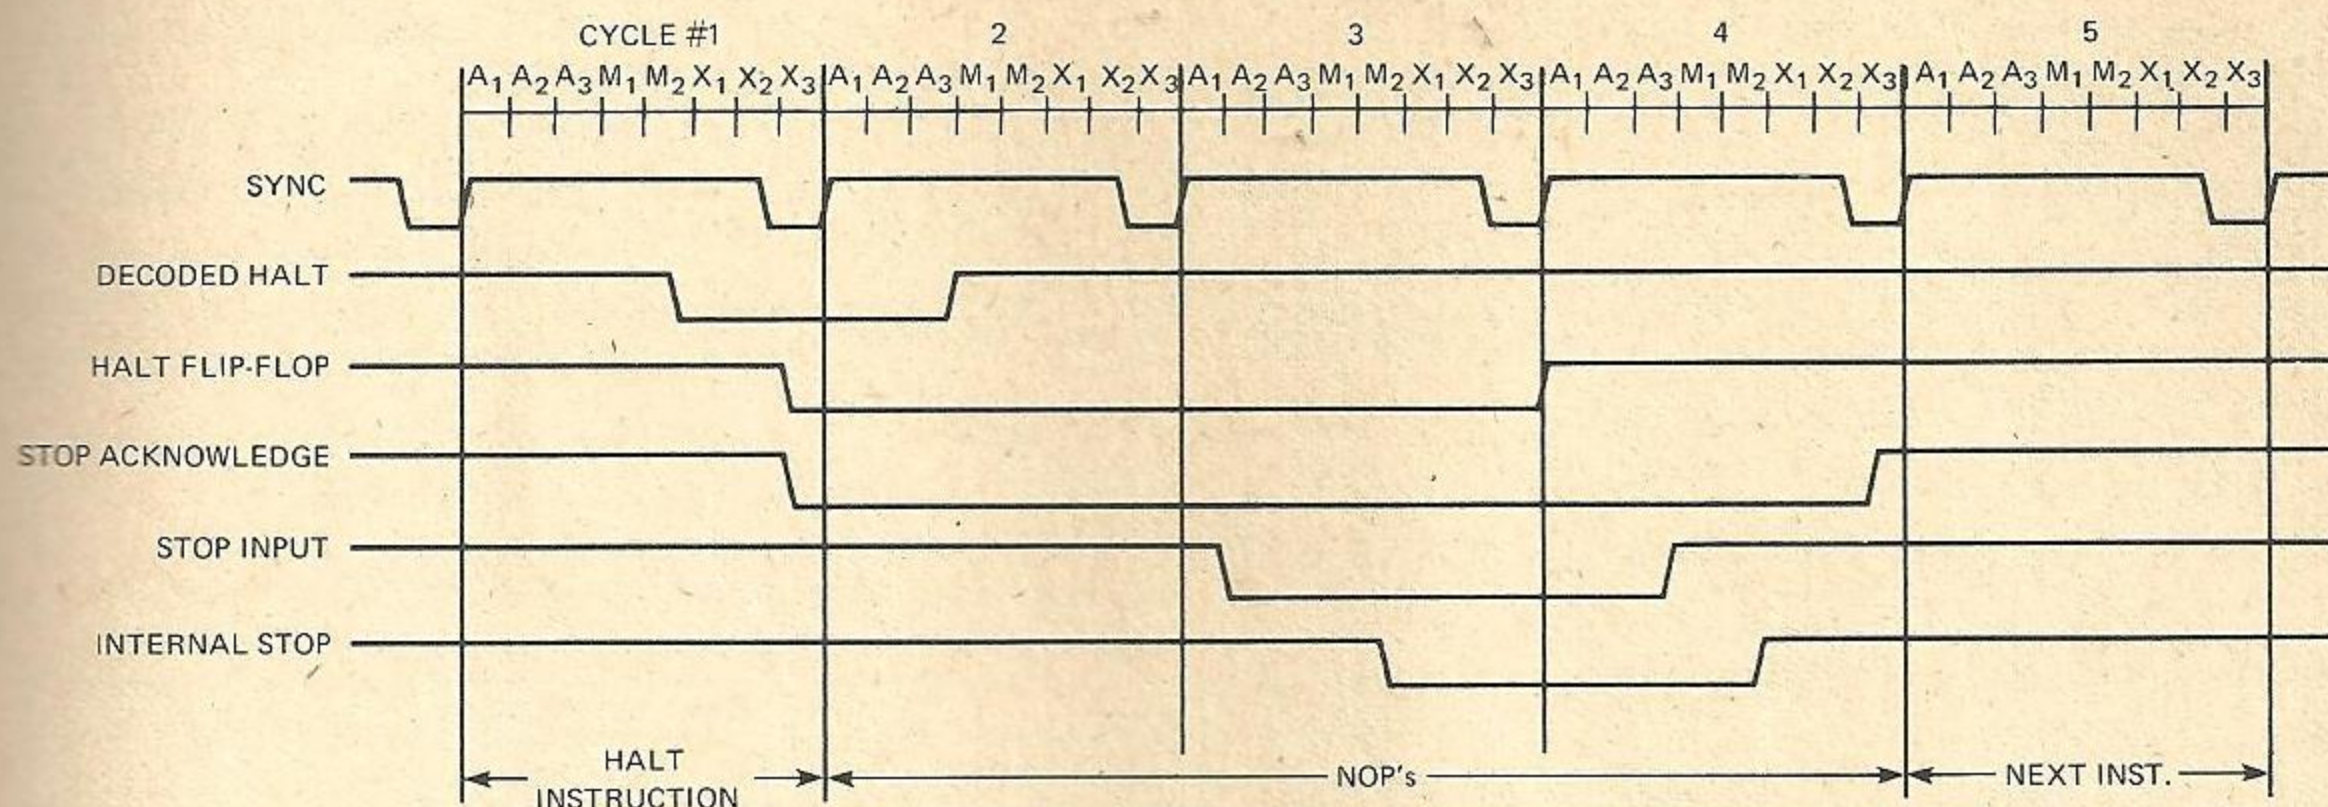 CYCLE #1 2 3 4 5
A1 A2 A3 M1 M2 X1 X2 X3 A1 A2 A3 M1 M2 X1 X2 X3 A1 A2 A3 M1 M2 X1 X2 X3 A1 A2 A3 M1 M2 X1 X2 X3 A1 A2 A3 M1 M2 X1 X2 X3
SYNC
DECODED HALT
HALT FLIP-FLOP
STOP ACKNOWLEDGE
STOP INPUT
INTERNAL STOP
HALT
INSTRUCTION
NOP's
NEXT INST.